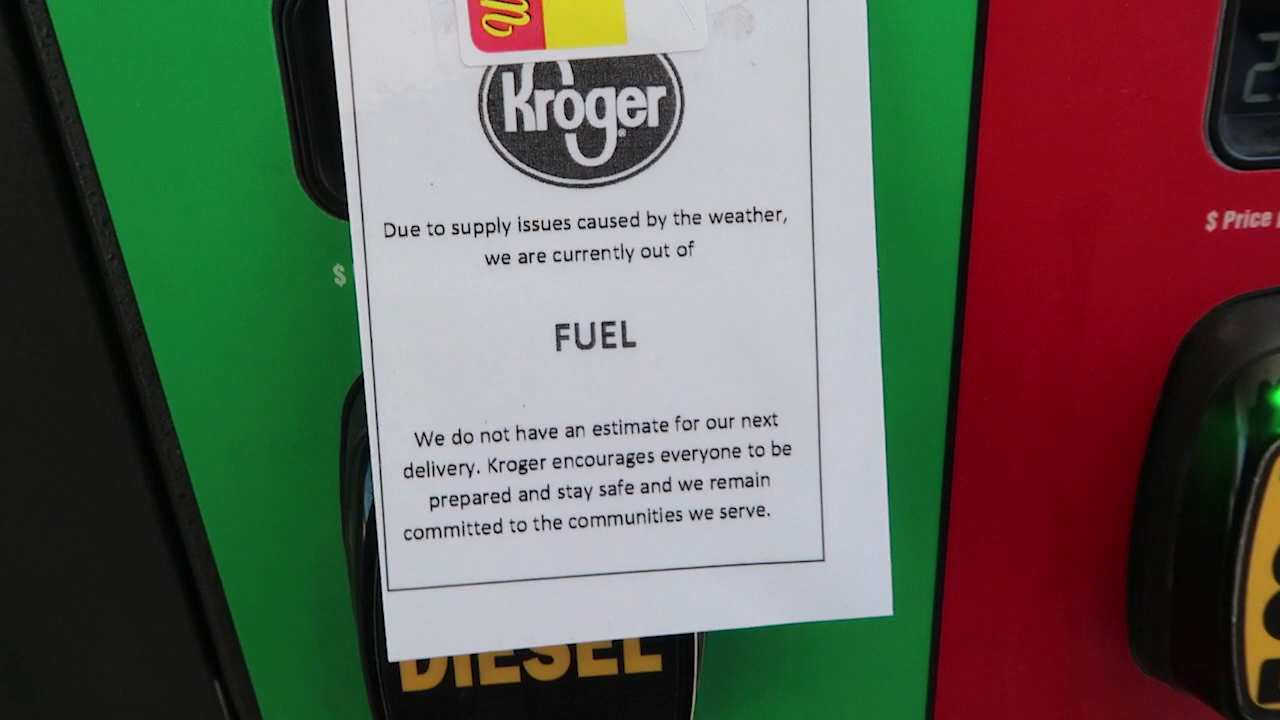 Kroger
Due to supply issues caused by the weather,
we are currently out of
FUEL
$
$ Price
We do not have an estimate for our next
delivery. Kroger encourages everyone to be
prepared and stay safe and we remain
committed to the communities we serve.
DIESEL